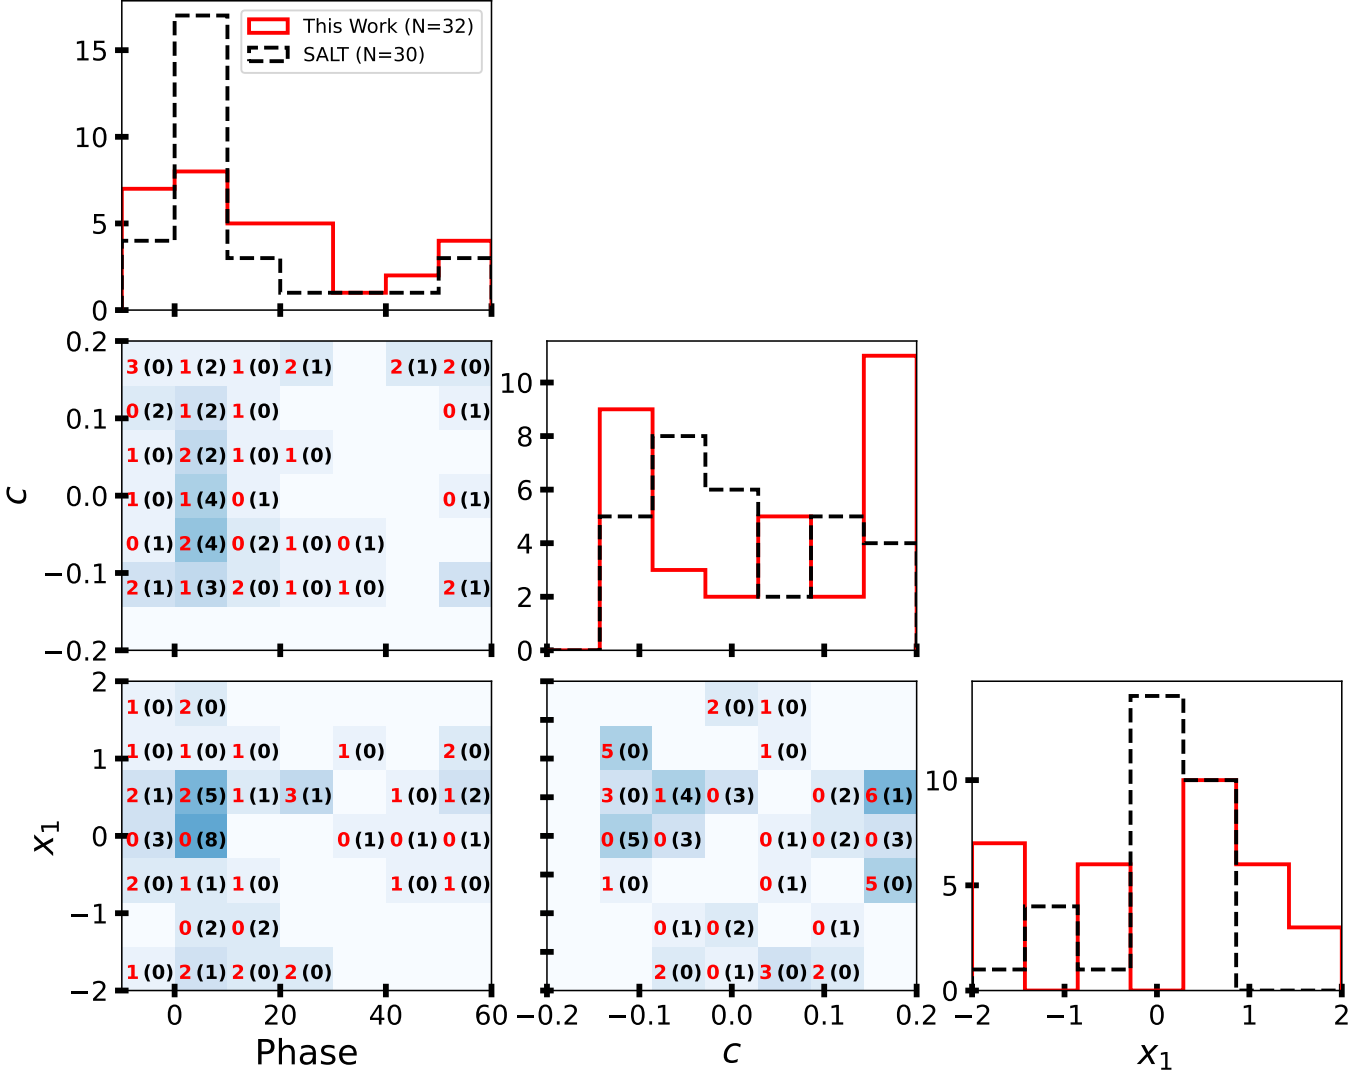 This Work (N=32)
SALT (N=30)
15
10
5
0
0.2
0.1
0.0
−0.1
−0.2
c
3 (0) 1 (2) 1 (0) 2 (1) 2 (1) 2 (0)
0 (2) 1 (2) 1 (0) 0 (1)
1 (0) 2 (2) 1 (0) 1 (0)
1 (0) 1 (4) 0 (1) 0 (1)
0 (1) 2 (4) 0 (2) 1 (0) 0 (1)
2 (1) 1 (3) 2 (0) 1 (0) 1 (0) 2 (1)
10
8
6
4
2
0
2
1
0
−1
−2
x1
1 (0) 2 (0)
1 (0) 1 (0) 1 (0) 1 (0) 2 (0)
2 (1) 2 (5) 1 (1) 3 (1) 1 (0) 1 (2)
0 (3) 0 (8) 0 (1) 0 (1) 0 (1)
2 (0) 1 (1) 1 (0) 1 (0) 1 (0)
0 (2) 0 (2)
1 (0) 2 (1) 2 (0) 2 (0)
0 20 40 60
Phase
2 (0) 1 (0)
5 (0) 1 (0)
3 (0) 1 (4) 0 (3) 0 (2) 6 (1)
0 (5) 0 (3) 0 (1) 0 (2) 0 (3)
1 (0) 0 (1) 5 (0)
0 (1) 0 (2) 0 (1)
2 (0) 0 (1) 3 (0) 2 (0)
−0.2 −0.1 0.0 0.1 0.2
c
10
5
0
−2 −1 0 1 2
x1